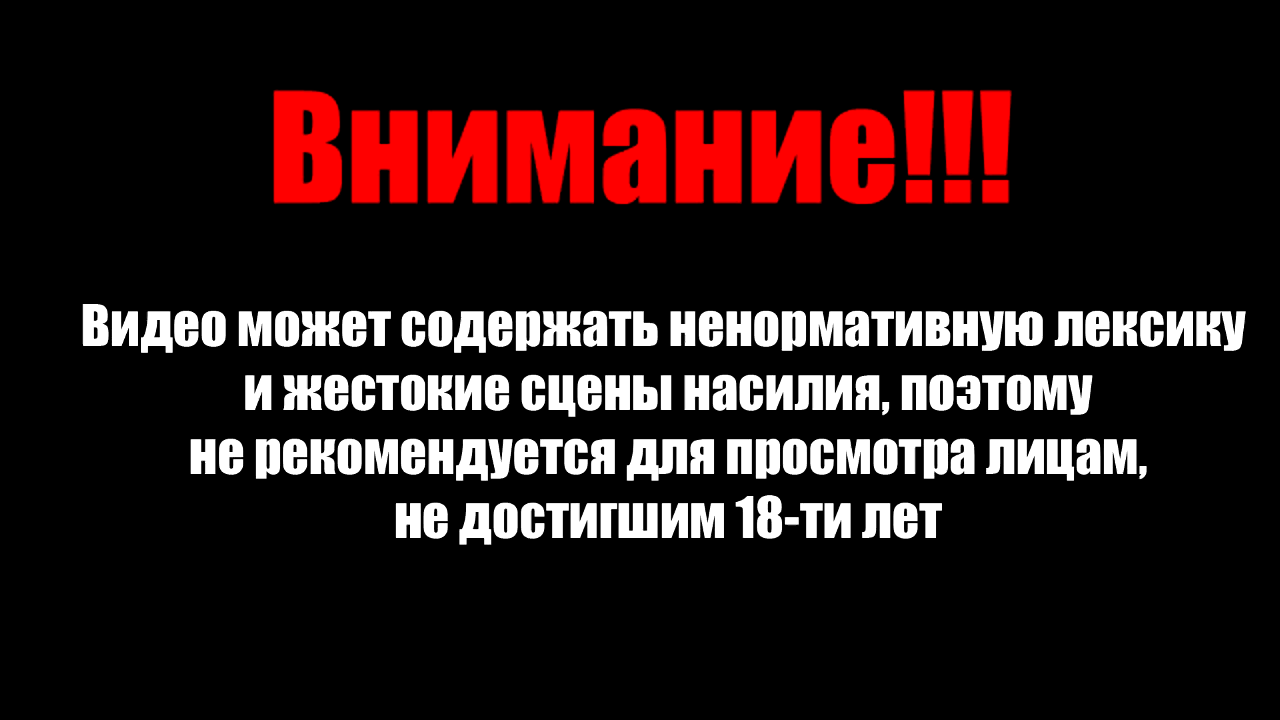 Внимание!!!
Видео может содержать ненормативную лексику
и жестокие сцены насилия, поэтому
не рекомендуется для просмотра лицам,
не достигшим 18-ти лет